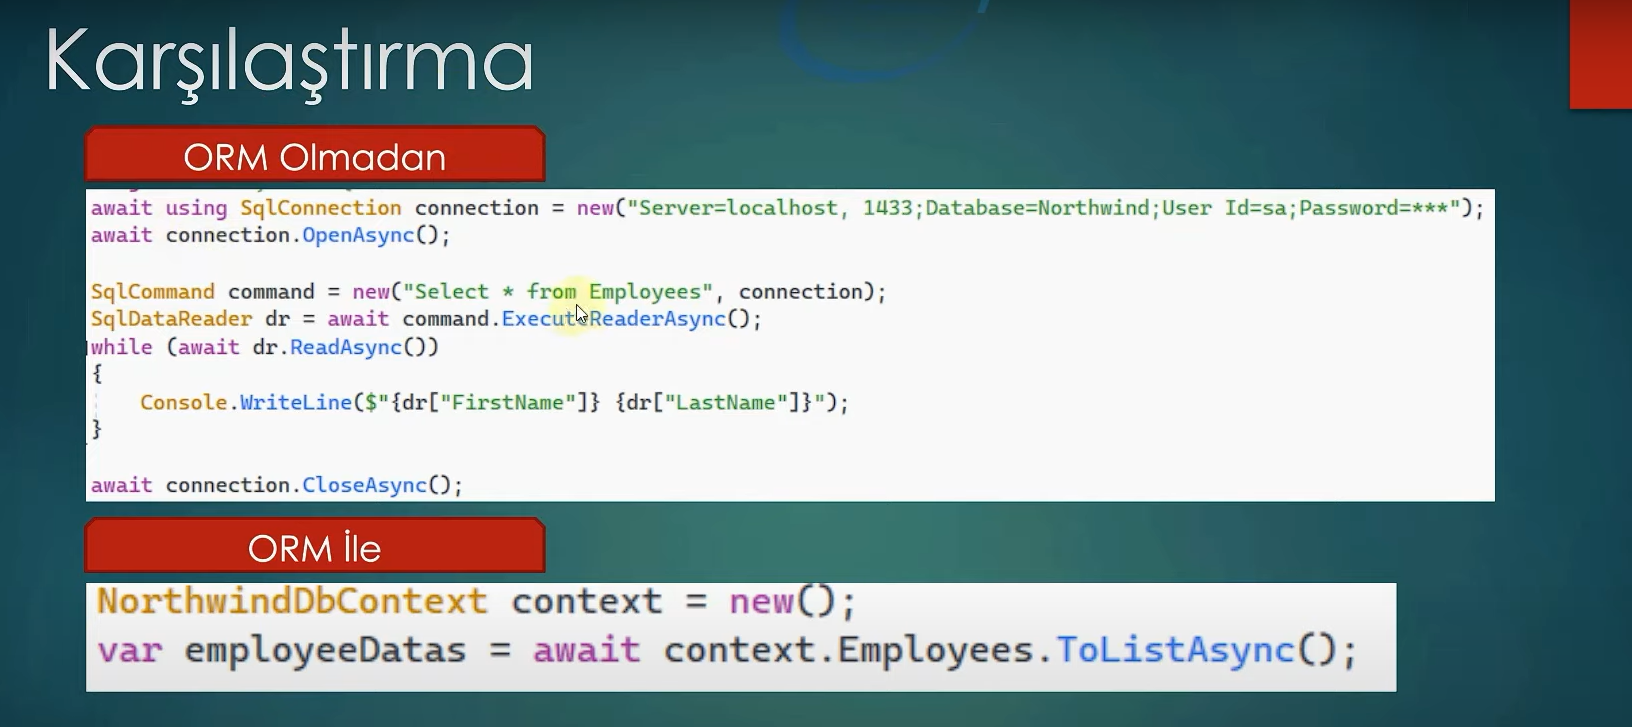 Karşılaştırma
ORM Olmadan
await using SqlConnection connection = new("Server=localhost, 1433;Database=Northwind;User Id=sa;Password=***");
await connection.OpenAsync();
SqlCommand command = new("Select * from Employees", connection);
SqlDataReader dr = await command.ExecuteReaderAsync();
while (await dr.ReadAsync())
{
Console.WriteLine($"{dr["FirstName"]} {dr["LastName"]}");
}
await connection.CloseAsync();
ORM İle
NorthwindDbContext context = new();
var employeeDatas = await context.Employees.ToListAsync();